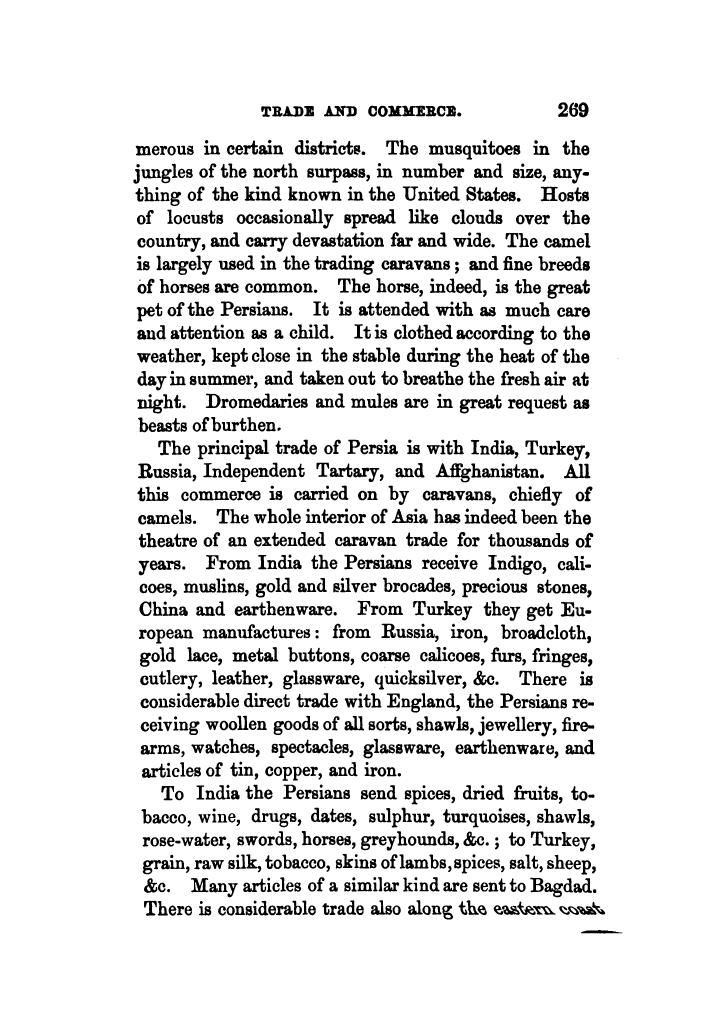 TRADE AND COMMERCE. 269
merous in certain districts. The musquitoes in the
jungles of the north surpass, in number and size, any-
thing of the kind known in the United States. Hosts
of locusts occasionally spread like clouds over the
country, and carry devastation far and wide. The camel
is largely used in the trading caravans; and fine breeds
of horses are common. The horse, indeed, is the great
pet of the Persians. It is attended with as much care
and attention as a child. It is clothed according to the
weather, kept close in the stable during the heat of the
day in summer, and taken out to breathe the fresh air at
night. Dromedaries and mules are in great request as
beasts of burthen.
The principal trade of Persia is with India, Turkey,
Russia, Independent Tartary, and Affghanistan. All
this commerce is carried on by caravans, chiefly of
camels. The whole interior of Asia has indeed been the
theatre of an extended caravan trade for thousands of
years. From India the Persians receive Indigo, cali-
coes, muslins, gold and silver brocades, precious stones,
China and earthenware. From Turkey they get Eu-
ropean manufactures: from Russia, iron, broadcloth,
gold lace, metal buttons, coarse calicoes, furs, fringes,
cutlery, leather, glassware, quicksilver, &c. There is
considerable direct trade with England, the Persians re-
ceiving woollen goods of all sorts, shawls, jewellery, fire-
arms, watches, spectacles, glassware, earthenware, and
articles of tin, copper, and iron.
To India the Persians send spices, dried fruits, to-
bacco, wine, drugs, dates, sulphur, turquoises, shawls,
rose-water, swords, horses, greyhounds, &c.; to Turkey,
grain, raw silk, tobacco, skins of lambs, spices, salt, sheep,
&c. Many articles of a similar kind are sent to Bagdad.
There is considerable trade also along the eastern coast